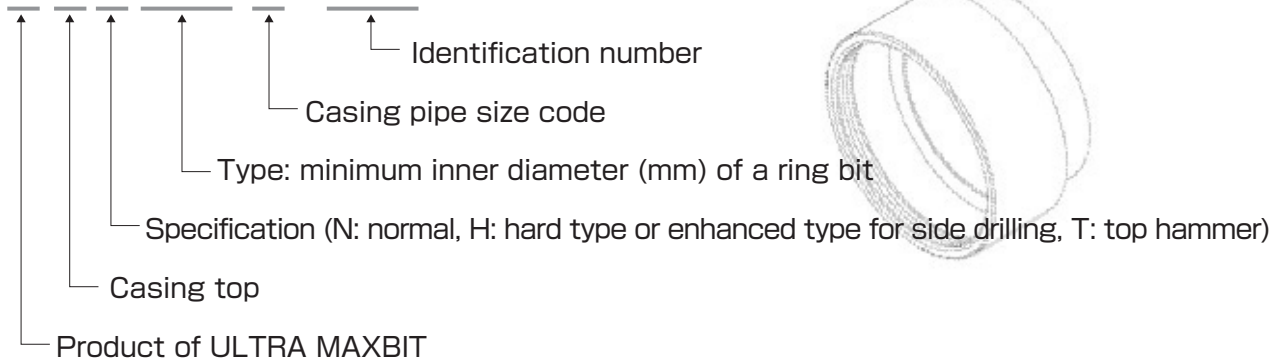 Identification number
Casing pipe size code
Type: minimum inner diameter (mm) of a ring bit
Specification (N: normal, H: hard type or enhanced type for side drilling, T: top hammer)
Casing top
Product of ULTRA MAXBIT